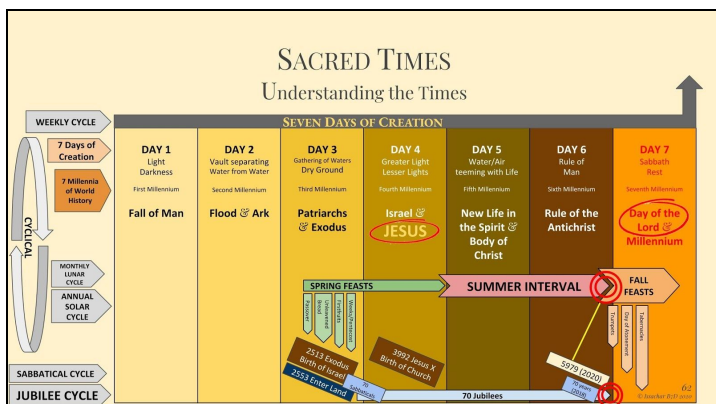 SACRED TIMES
Understanding the Times
WEEKLY CYCLE
SEVEN DAYS OF CREATION
7 Days of
Creation
DAY 1
Light
Darkness
DAY 2
Vault separating
Water from Water
DAY 3
Gathering of Waters
Dry Ground
DAY 4
Greater Light
Lesser Lights
DAY 5
Water/Air
teeming with Life
DAY 6
Rule of
Man
DAY 7
Sabbath
Rest
CYCLICAL
7 Millennia
of World
History
First Millennium
Fall of Man
Second Millennium
Flood & Ark
Third Millennium
Patriarchs
& Exodus
Fourth Millennium
Israel &
JESUS
Fifth Millennium
New Life in
the Spirit &
Body of
Christ
Sixth Millennium
Rule of the
Antichrist
Seventh Millennium
Day of the
Lord &
Millennium
MONTHLY
LUNAR
CYCLE
ANNUAL
SOLAR
CYCLE
SPRING FEASTS
SUMMER INTERVAL
FALL
FEASTS
Passover
Unleavened
Bread
Firstfruits
Weeks/Pentecost
Trumpets
Day of Atonement
Tabernacles
SABBATICAL CYCLE
JUBILEE CYCLE
2513 Exodus
Birth of Israel
2553 Enter Land
3992 Jesus X
Birth of Church
5979 (2020)
70
Sabbaticals
70 Jubilees
70 years
(2018)
62